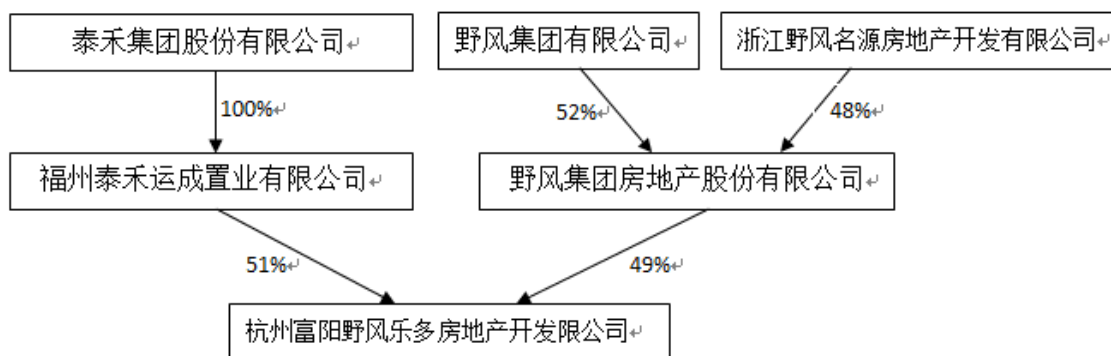 泰禾集团股份有限公司
野风集团有限公司
浙江野风名源房地产开发有限公司
100%
52%
48%
福州泰禾运成置业有限公司
野风集团房地产股份有限公司
51%
49%
杭州富阳野风乐多房地产开发限公司